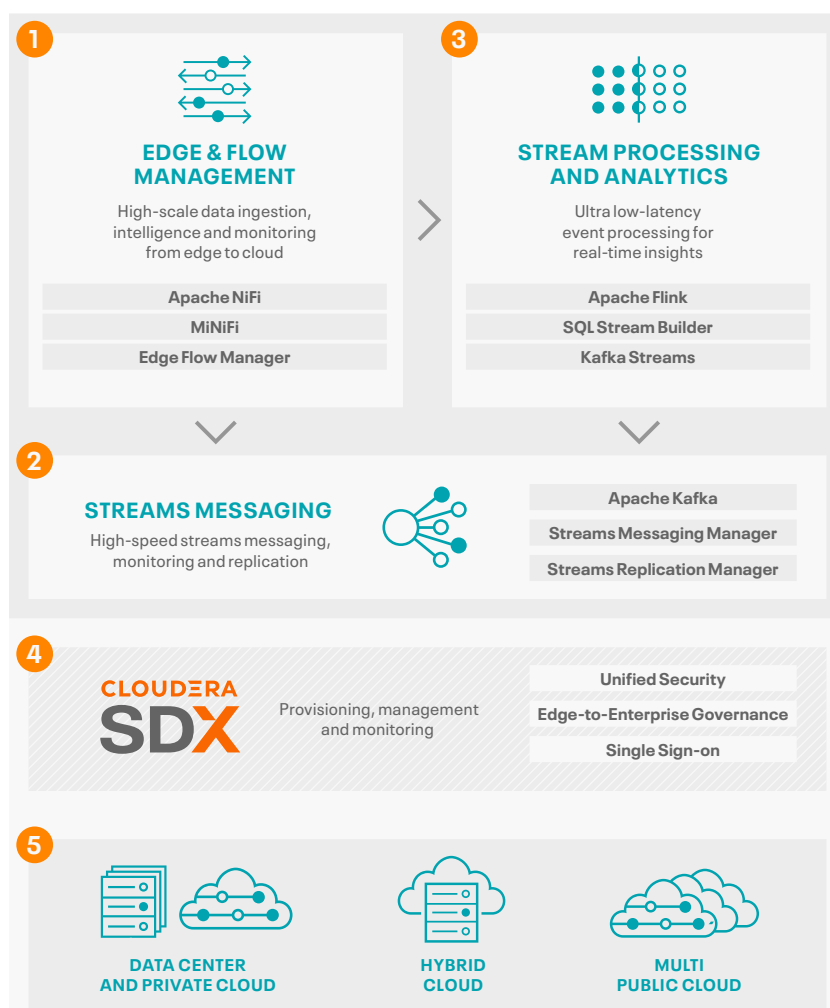 1
EDGE & FLOW
MANAGEMENT
High-scale data ingestion,
intelligence and monitoring
from edge to cloud
Apache NiFi
MiNiFi
Edge Flow Manager
3
STREAM PROCESSING
AND ANALYTICS
Ultra low-latency
event processing for
real-time insights
Apache Flink
SQL Stream Builder
Kafka Streams
2
STREAMS MESSAGING
High-speed streams messaging,
monitoring and replication
Apache Kafka
Streams Messaging Manager
Streams Replication Manager
4
CLOUDERA
SDX
Provisioning, management
and monitoring
Unified Security
Edge-to-Enterprise Governance
Single Sign-on
5
DATA CENTER
AND PRIVATE CLOUD
HYBRID
CLOUD
MULTI
PUBLIC CLOUD